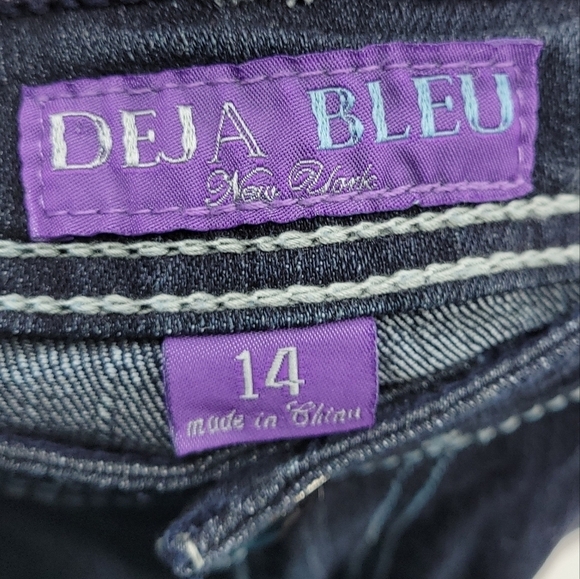 DEJA BLEU
New York
14
made in China